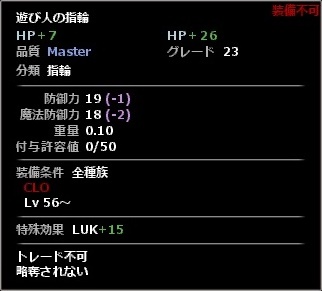 装備不可
遊び人の指輪
HP+7 HP+26
品質 Master グレード 23
分類 指輪
防御力 19 (-1)
魔法防御力 18 (-2)
重量 0.10
付与許容値 0/50
装備条件 全種族
CLO
Lv 56～
特殊効果 LUK+15
トレード不可
略奪されない